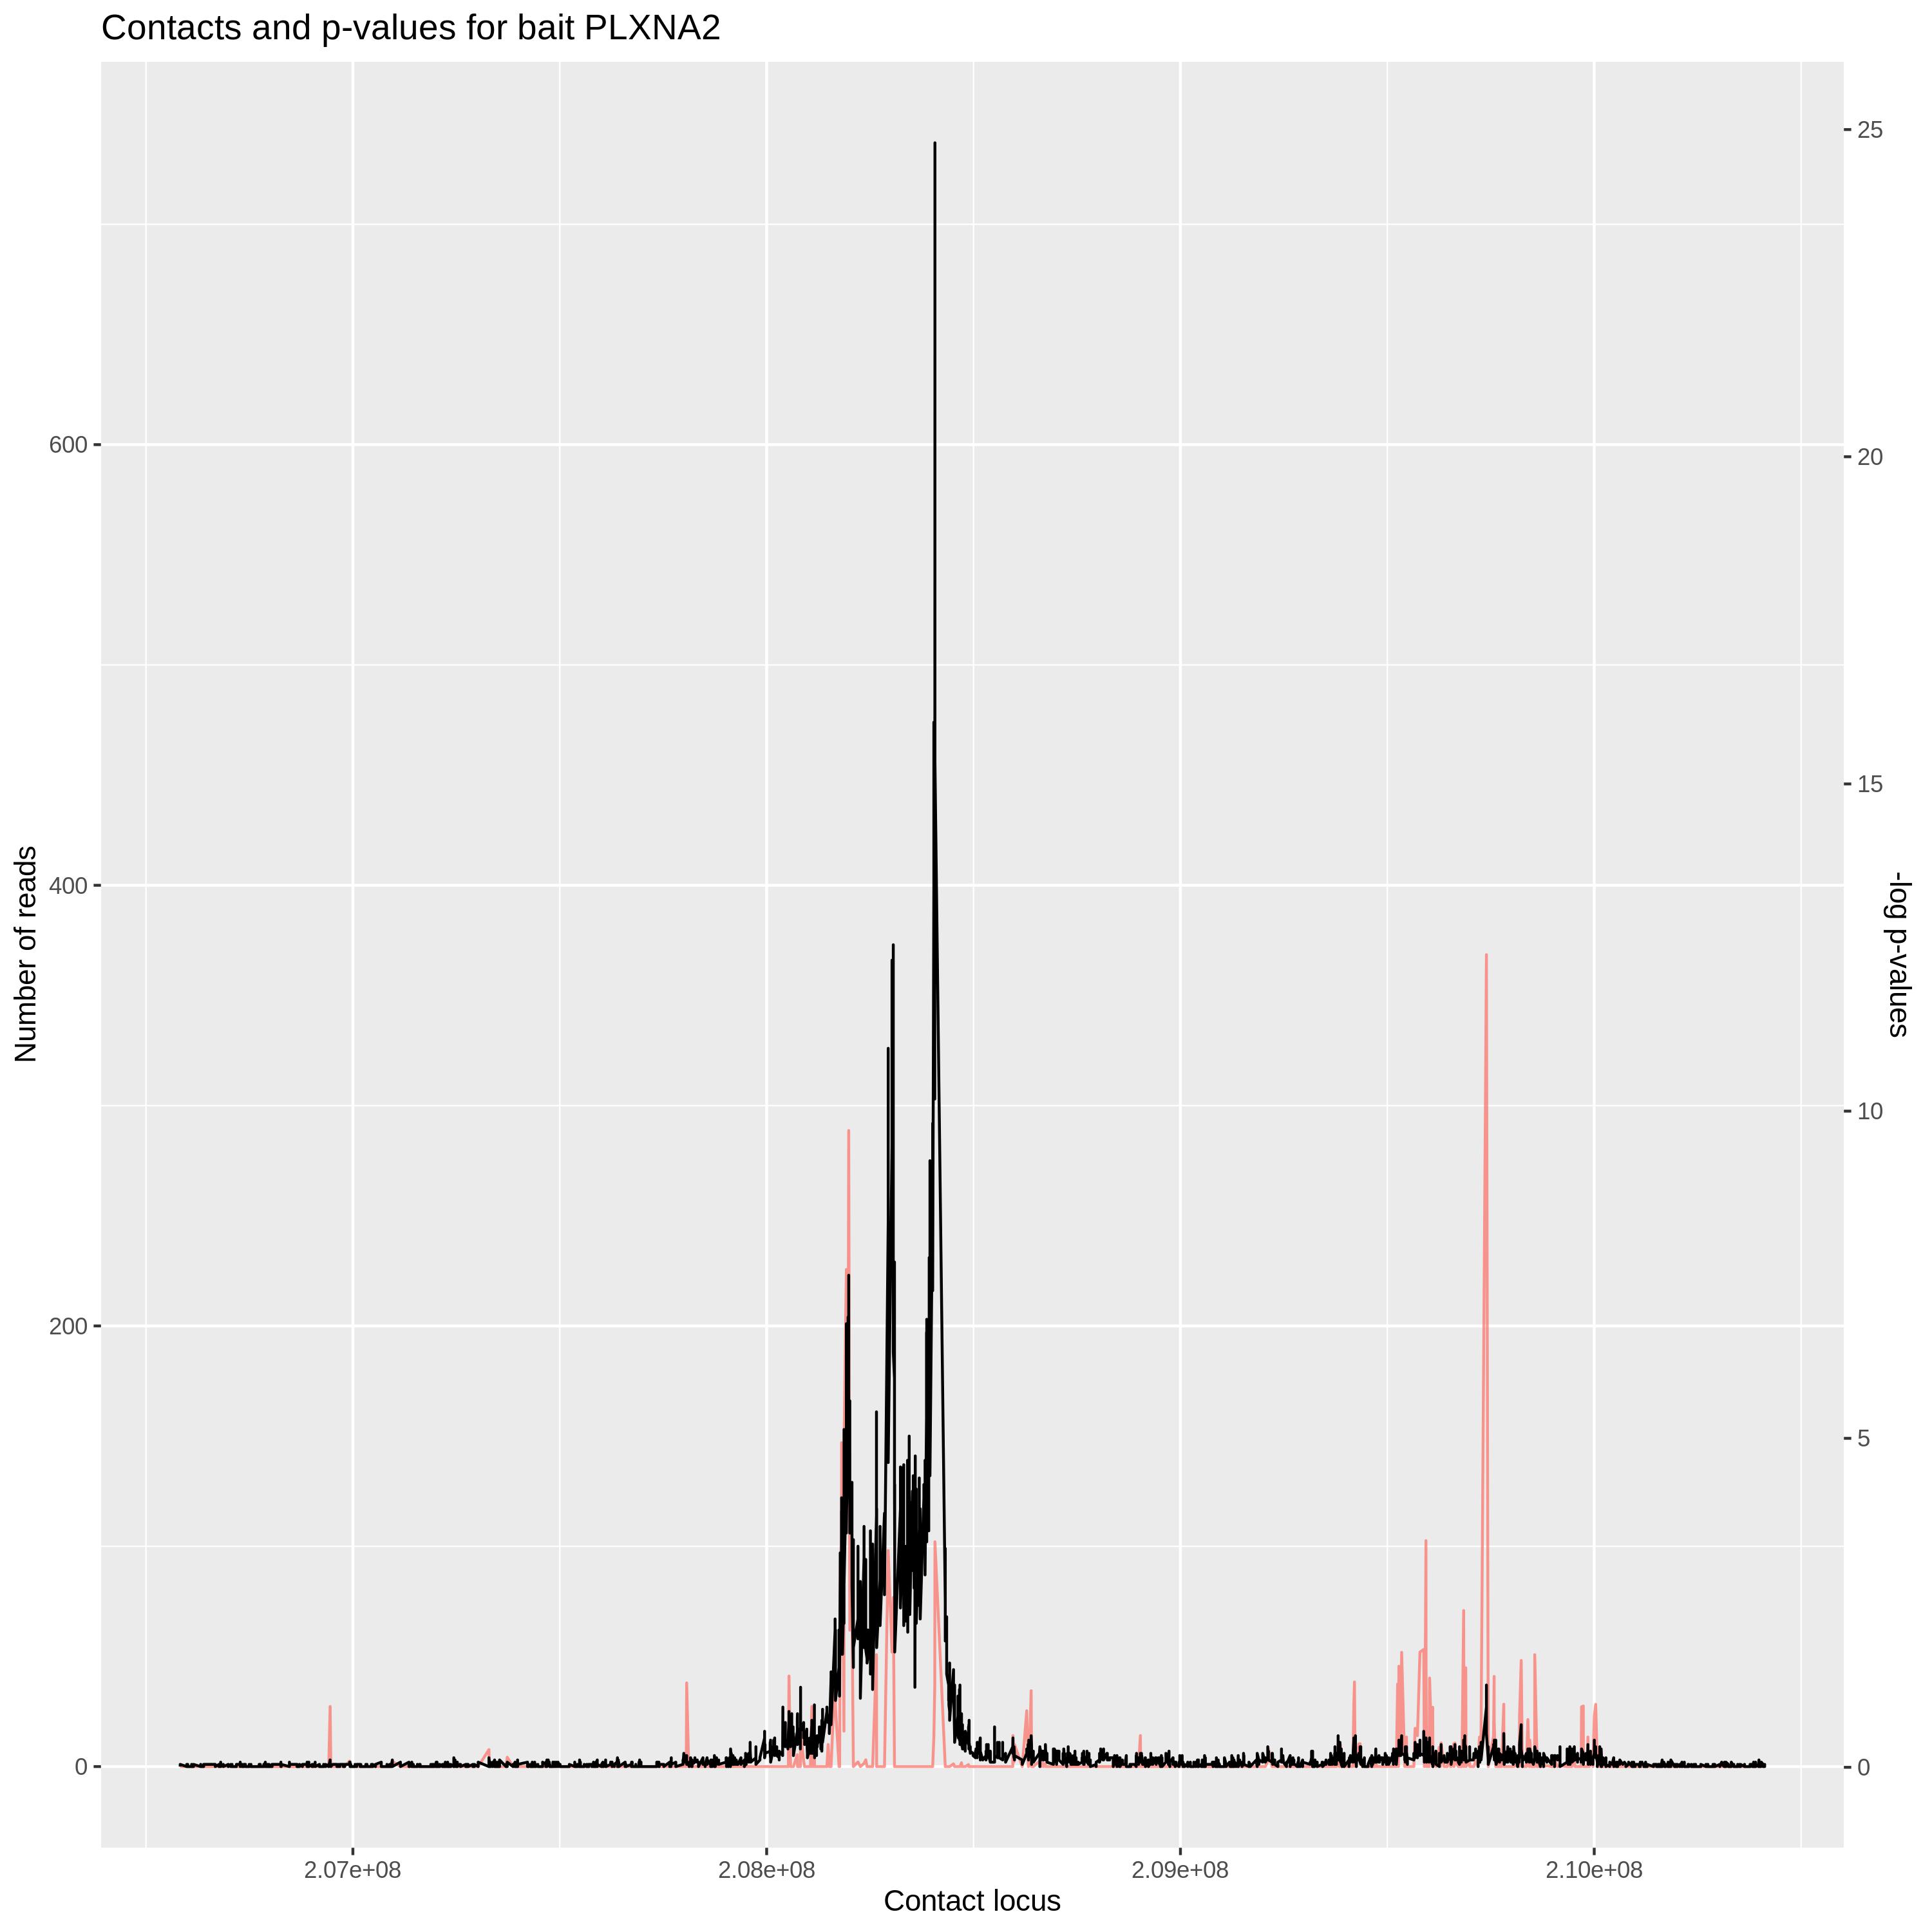 Contacts and p-values for bait PLXNA2
25
600
20
15
400
Number of reads
-log p-values
10
200
5
0
0
2.07e+08
2.08e+08
2.09e+08
2.10e+08
Contact locus